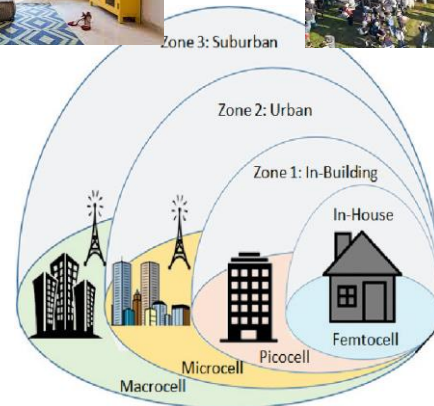 Zone 3: Suburban
Zone 2: Urban
Zone 1: In-Building
In-House
Femtocell
Picocell
Microcell
Macrocell